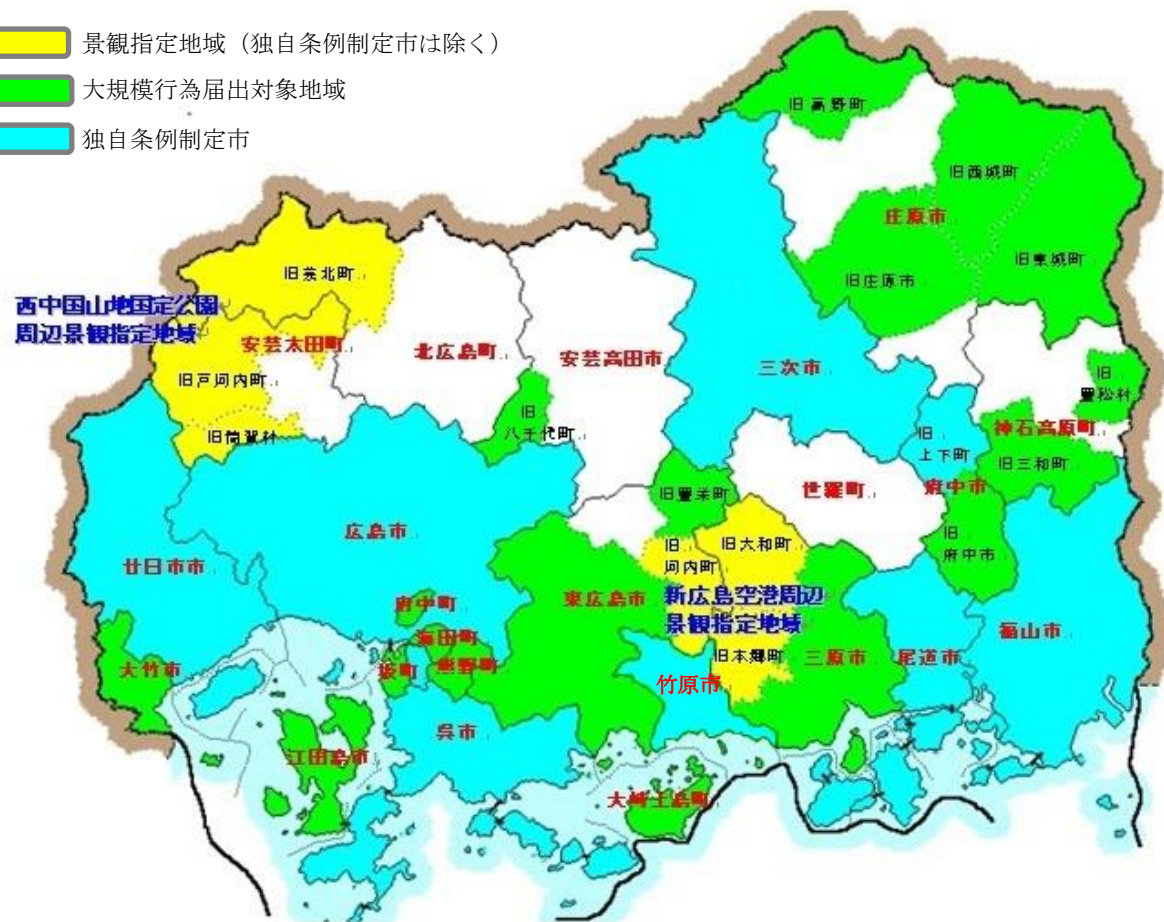 景観指定地域（独自条例制定市は除く）
大規模行為届出対象地域
独自条例制定市
旧高野町
旧西城町
庄原市
旧東城町
旧庄原市
旧芸北町
西中国山地国定公園
周辺景観指定地域
安芸太田町
北広島町
安芸高田市
三次市
旧戸河内町
旧
豊松村
旧筒賀村
旧
八千代町
旧
上下町
神石高原町
旧三和町
旧豊栄町
世羅町
府中市
広島市
旧大和町
旧
府中市
旧
河内町
廿日市市
東広島市
新広島空港周辺
景観指定地域
府中町
海田町
福山市
大竹市
坂町
熊野町
旧本郷町
三原市
尾道市
竹原市
呉市
江田島市
大崎上島町